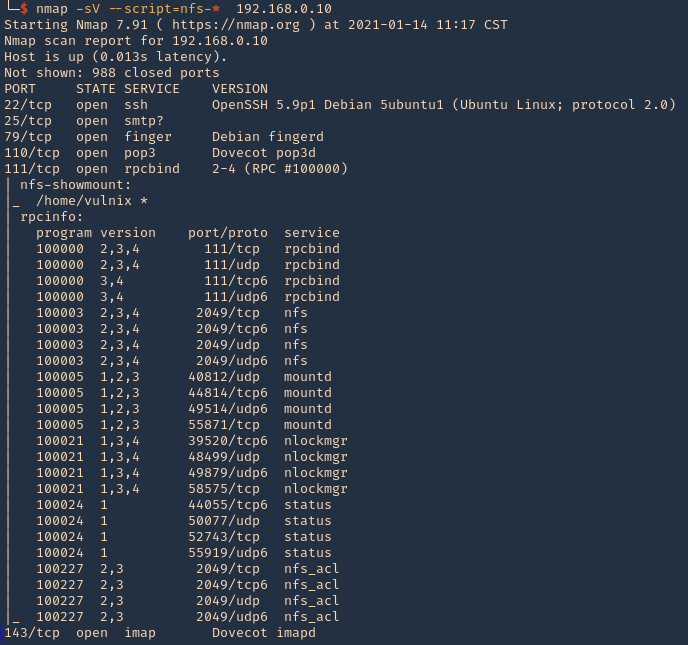 └─$ nmap -sV --script=nfs-* 192.168.0.10
Starting Nmap 7.91 ( https://nmap.org ) at 2021-01-14 11:17 CST
Nmap scan report for 192.168.0.10
Host is up (0.013s latency).
Not shown: 988 closed ports
PORT    STATE SERVICE    VERSION
22/tcp   open  ssh        OpenSSH 5.9p1 Debian 5ubuntu1 (Ubuntu Linux; protocol 2.0)
25/tcp   open  smtp?
79/tcp   open  finger     Debian fingerd
110/tcp  open  pop3       Dovecot pop3d
111/tcp  open  rpcbind    2-4 (RPC #100000)
| nfs-showmount:
|_  /home/vulnix *
| rpcinfo:
|   program version    port/proto  service
|   100000  2,3,4        111/tcp   rpcbind
|   100000  2,3,4        111/udp   rpcbind
|   100000  3,4          111/tcp6  rpcbind
|   100000  3,4          111/udp6  rpcbind
|   100003  2,3,4       2049/tcp   nfs
|   100003  2,3,4       2049/tcp6  nfs
|   100003  2,3,4       2049/udp   nfs
|   100003  2,3,4       2049/udp6  nfs
|   100005  1,2,3      40812/udp   mountd
|   100005  1,2,3      44814/tcp6  mountd
|   100005  1,2,3      49514/udp6  mountd
|   100005  1,2,3      55871/tcp   mountd
|   100021  1,3,4      39520/tcp6  nlockmgr
|   100021  1,3,4      48499/udp   nlockmgr
|   100021  1,3,4      49879/udp6  nlockmgr
|   100021  1,3,4      58575/tcp   nlockmgr
|   100024  1          44055/tcp6  status
|   100024  1          50077/udp   status
|   100024  1          52743/tcp   status
|   100024  1          55919/udp6  status
|   100227  2,3         2049/tcp   nfs_acl
|   100227  2,3         2049/tcp6  nfs_acl
|   100227  2,3         2049/udp   nfs_acl
|_  100227  2,3         2049/udp6  nfs_acl
143/tcp  open  imap       Dovecot imapd